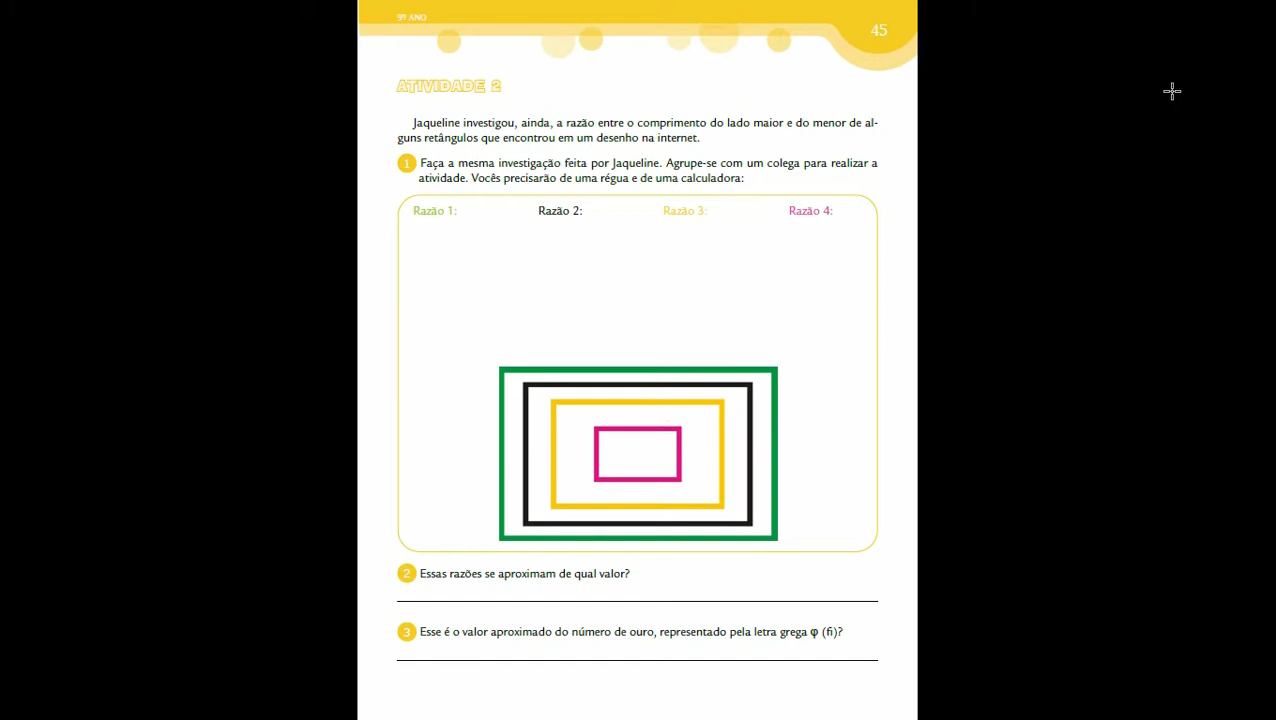 9º ANO
45
ATIVIDADE 2
Jaqueline investigou, ainda, a razão entre o comprimento do lado maior e do menor de al-
guns retângulos que encontrou em um desenho na internet.
1 Faça a mesma investigação feita por Jaqueline. Agrupe-se com um colega para realizar a
atividade. Vocês precisarão de uma régua e de uma calculadora:
Razão 1: Razão 2: Razão 3: Razão 4:
2 Essas razões se aproximam de qual valor?
3 Esse é o valor aproximado do número de ouro, representado pela letra grega φ (fi)?